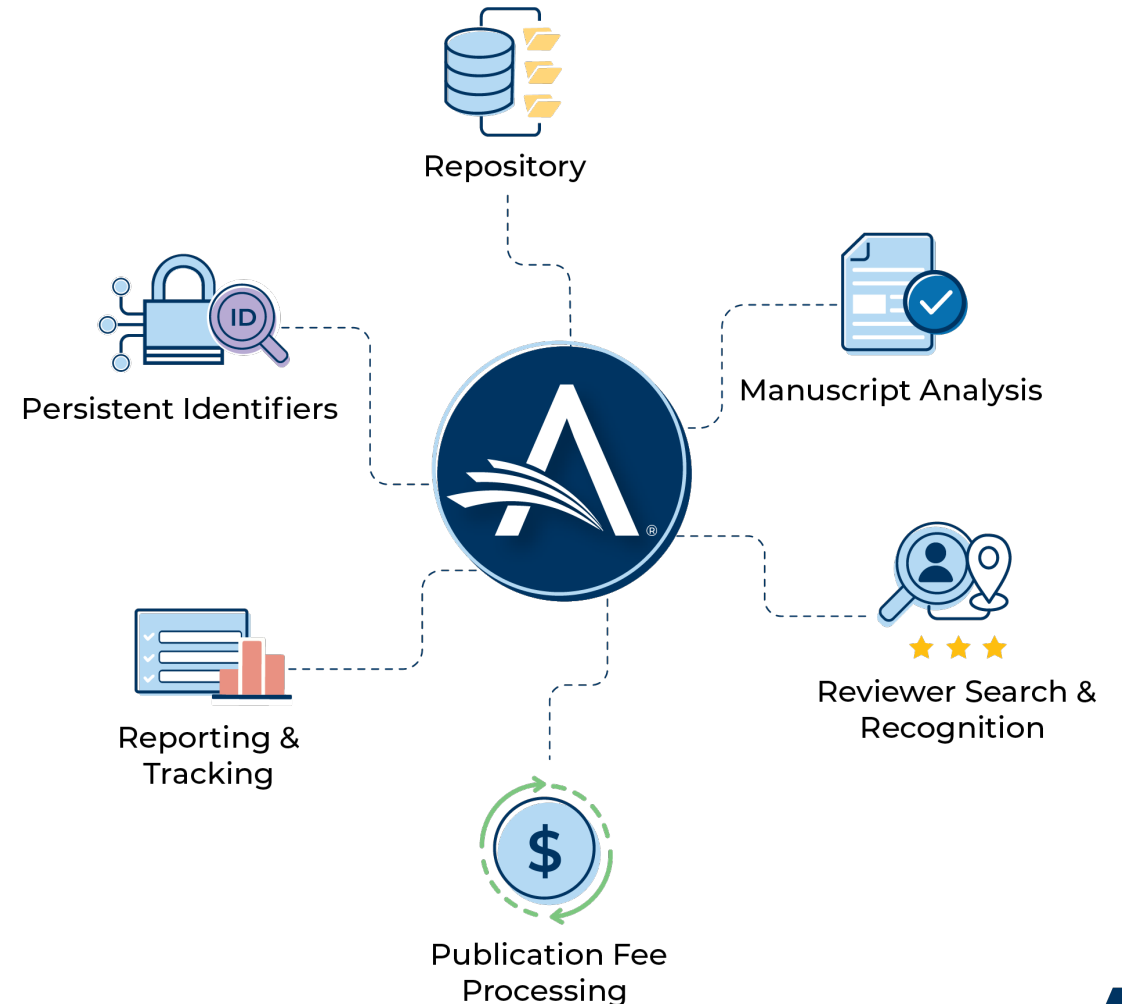 Repository
Manuscript Analysis
ID
Persistent Identifiers
®
Reviewer Search &
Recognition
Reporting &
Tracking
$
Publication Fee
Processing